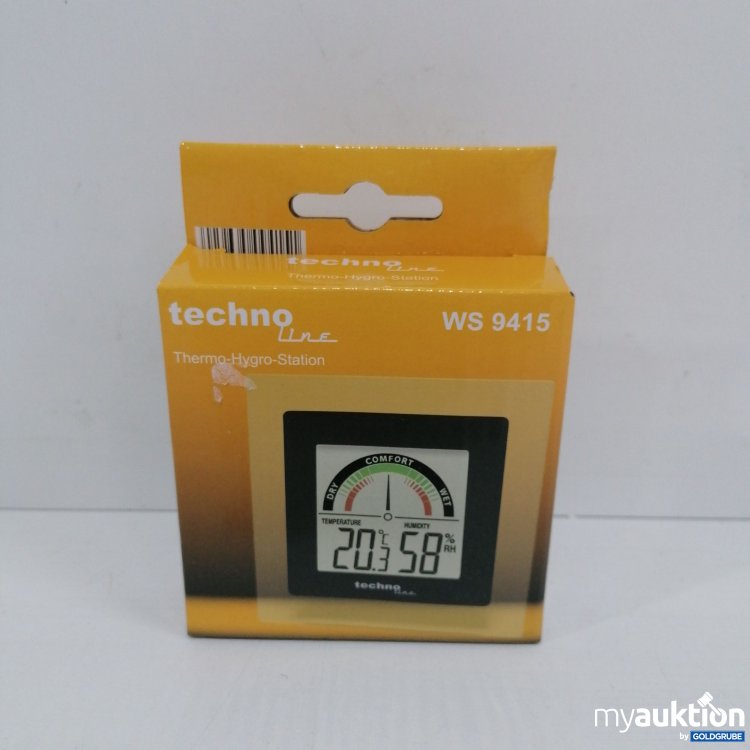 techno
line
Thermo-Hygro-Station
techno
line
WS 9415
Thermo-Hygro-Station
DRY COMFORT WET
TEMPERATURE HUMIDITY
20.3 °C 58 % RH
techno
line
myauktion
by GOLDGRUBE